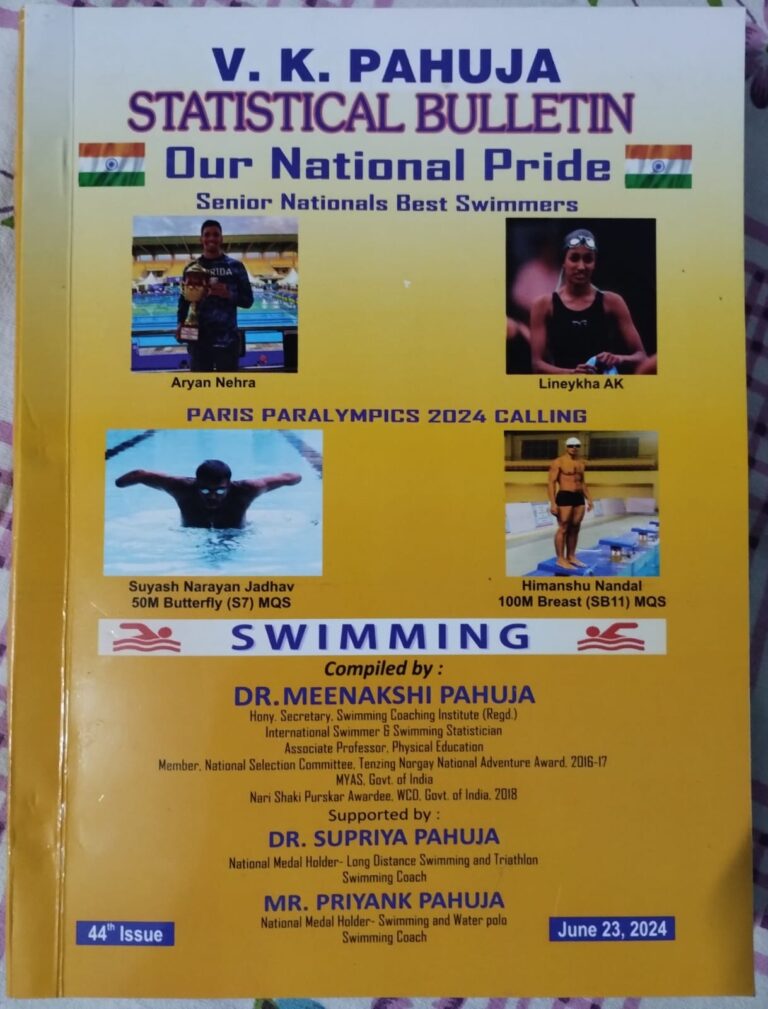 V. K. PAHUJA
STATISTICAL BULLETIN
Our National Pride
Senior Nationals Best Swimmers
RIDA
Aryan Nehra
Lineykha AK
PARIS PARALYMPICS 2024 CALLING
Suyash Narayan Jadhav
50M Butterfly (S7) MQS
Himanshu Nandal
100M Breast (SB11) MQS
SWIMMING
Compiled by :
DR.MEENAKSHI PAHUJA
Hony. Secretary, Swimming Coaching Institute (Regd.)
International Swimmer & Swimming Statistician
Associate Professor, Physical Education
Member, National Selection Committee, Tenzing Norgay National Adventure Award, 2016-17
MYAS, Govt. of India
Nari Shaki Purskar Awardee, WCD, Govt. of India, 2018
Supported by :
DR. SUPRIYA PAHUJA
National Medal Holder- Long Distance Swimming and Triathlon
Swimming Coach
MR. PRIYANK PAHUJA
National Medal Holder- Swimming and Water polo
Swimming Coach
44th Issue
June 23, 2024